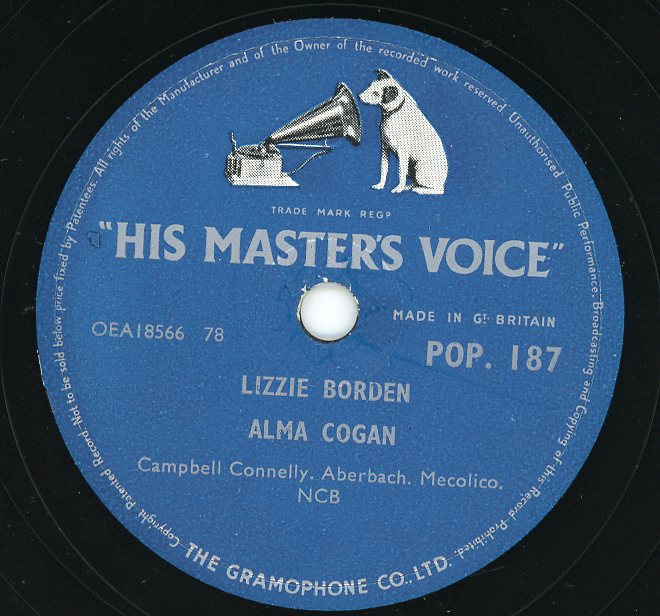 All rights of the Manufacturer and of the Owner of the recorded work reserved. Unauthorised Public Performance. Broadcasting and Copying of this Record Prohibited. Copyright Patented Record. Not to be sold below price fixed by Patentees.
TRADE MARK REGD
"HIS MASTER'S VOICE"
MADE IN GT. BRITAIN
OEA18566 78
POP. 187
LIZZIE BORDEN
ALMA COGAN
Campbell Connelly. Aberbach. Mecolico.
NCB
THE GRAMOPHONE CO., LTD.